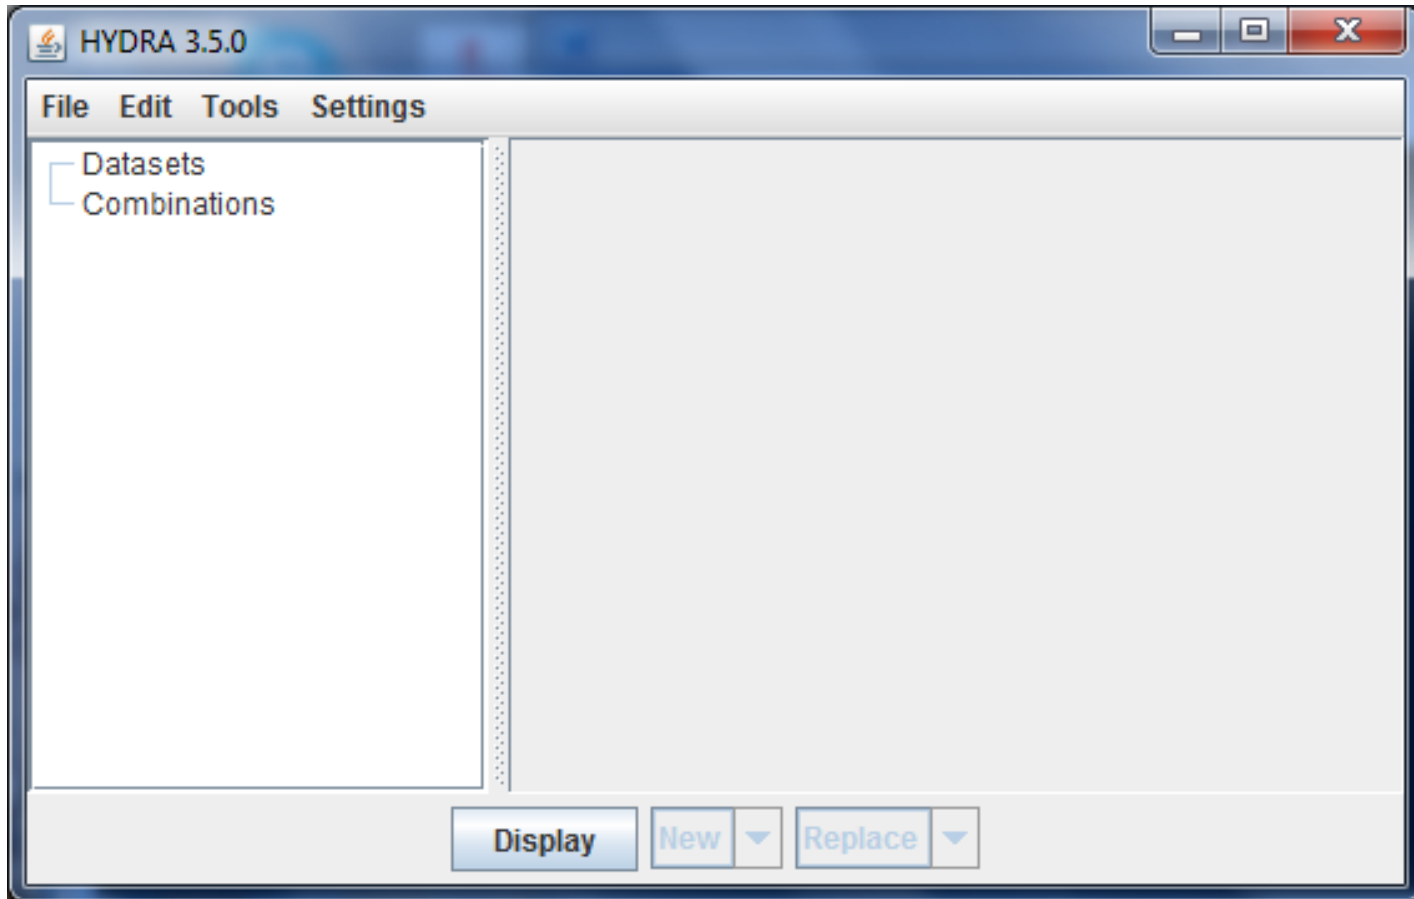 HYDRA 3.5.0
File Edit Tools Settings
Datasets
Combinations
Display New Replace